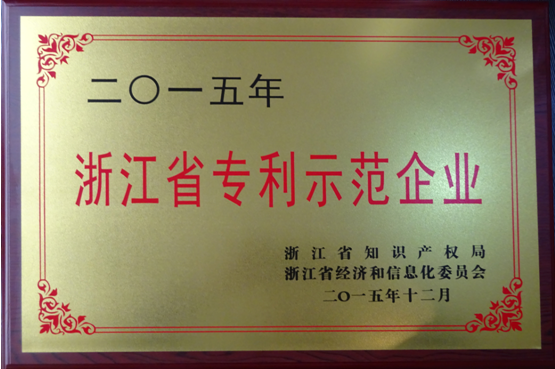 二〇一五年
浙江省专利示范企业
浙江省知识产权局
浙江省经济和信息化委员会
二〇一五年十二月